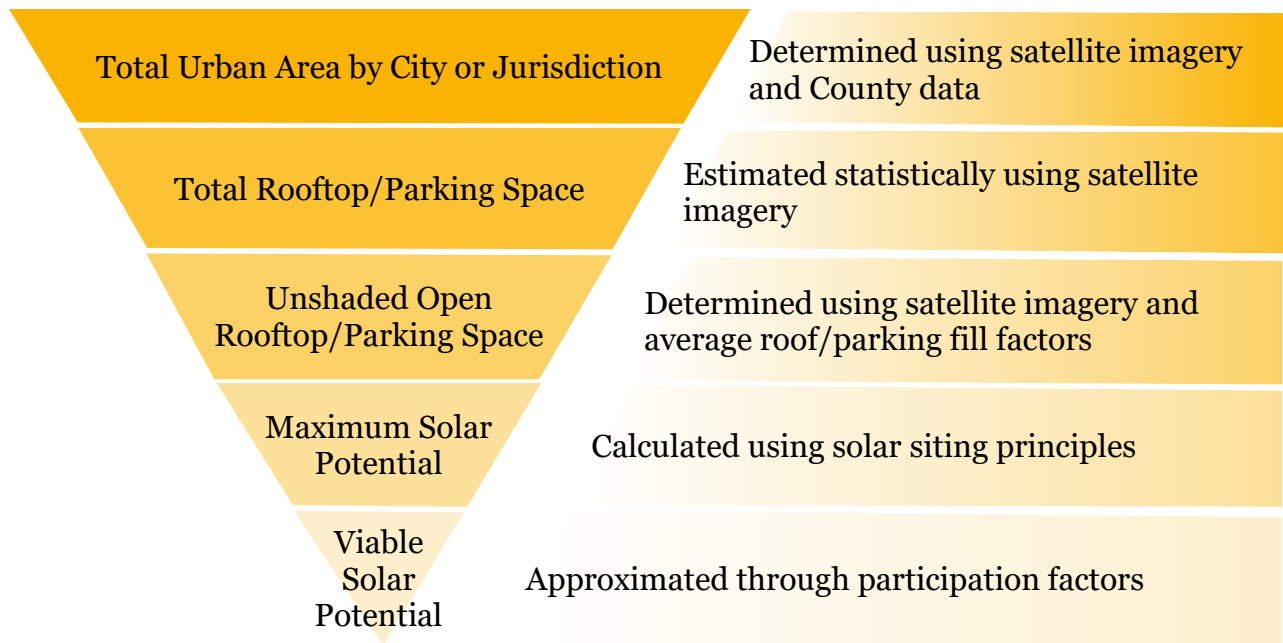 Total Urban Area by City or Jurisdiction
Determined using satellite imagery
and County data
Total Rooftop/Parking Space
Estimated statistically using satellite
imagery
Unshaded Open
Rooftop/Parking Space
Determined using satellite imagery and
average roof/parking fill factors
Maximum Solar
Potential
Calculated using solar siting principles
Viable
Solar
Potential
Approximated through participation factors